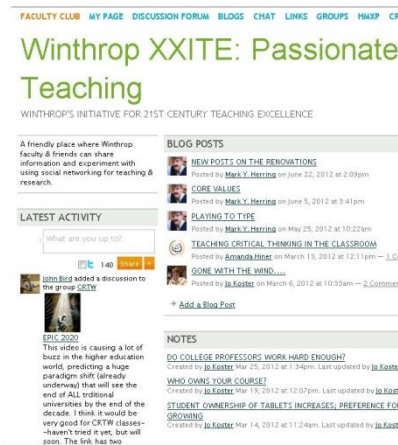 FACULTY CLUB MY PAGE DISCUSSION FORUM BLOGS CHAT LINKS GROUPS HMXP
Winthrop XXITE: Passionate
Teaching
WINTHROP'S INITIATIVE FOR 21ST CENTURY TEACHING EXCELLENCE
A friendly place where Winthrop
faculty & friends can share
information and experiment with
using social networking for teaching &
research.
LATEST ACTIVITY
What are you up to?
140 Share +
John Bird added a discussion to
the group CRTW
EPIC 2020
This video is causing a lot of
buzz in the higher education
world, predicting a huge
paradigm shift (already
underway) that will see the
end of ALL trditional
universities by the end of the
decade. I think it would be
very good for CRTW classes-
-haven't tried it yet, but will
soon. The link has two
BLOG POSTS
NEW POSTS ON THE RENOVATIONS
Posted by Mark Y. Herring on June 22, 2012 at 2:09pm
CORE VALUES
Posted by Mark Y. Herring on June 5, 2012 at 3:41pm
PLAYING TO TYPE
Posted by Mark Y. Herring on May 25, 2012 at 10:22am
TEACHING CRITICAL THINKING IN THE CLASSROOM
Posted by Amanda Hiner on March 13, 2012 at 12:11pm — 1
GONE WITH THE WIND....
Posted by Jo Koster on March 6, 2012 at 10:33am — 2
+ Add a Blog Post
NOTES
DO COLLEGE PROFESSORS WORK HARD ENOUGH?
Created by Jo Koster Mar 25, 2012 at 1:34pm. Last updated by Jo
WHO OWNS YOUR COURSE?
Created by Jo Koster Mar 19, 2012 at 12:07pm. Last updated by Jo
STUDENT OWNERSHIP OF TABLETS INCREASES; PREFERENCE
GROWING
Created by Jo Koster Mar 14, 2012 at 11:24am. Last updated by Jo